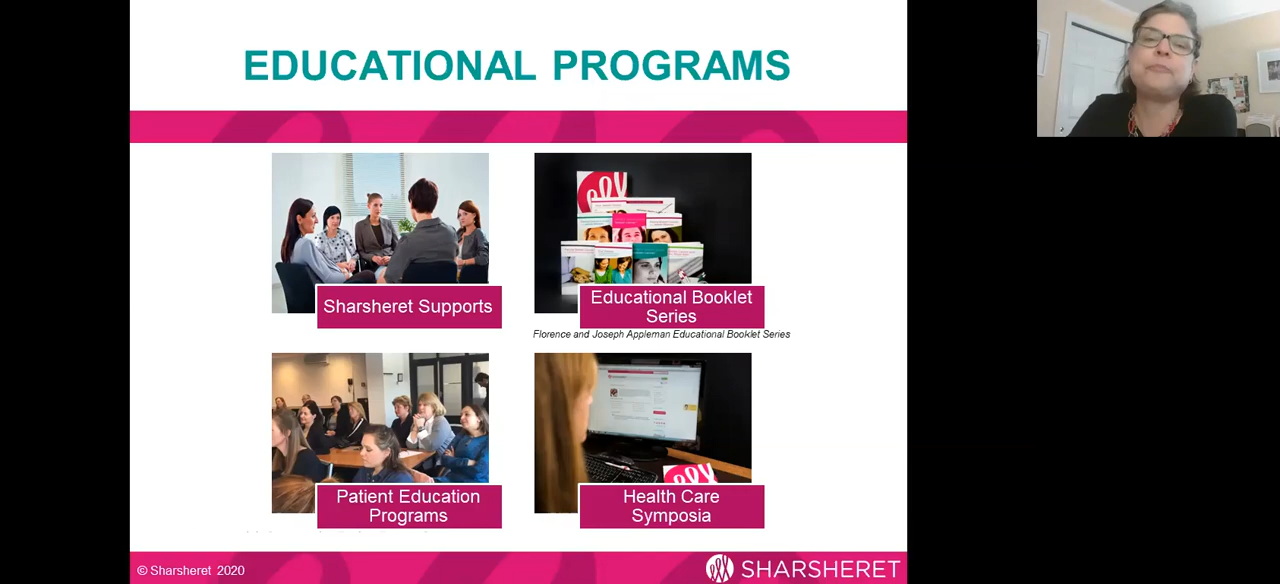 EDUCATIONAL PROGRAMS
Sharsheret Supports
Educational Booklet
Series
Florence and Joseph Appleman Educational Booklet Series
Patient Education
Programs
Health Care
Symposia
© Sharsheret 2020
SHARSHERET